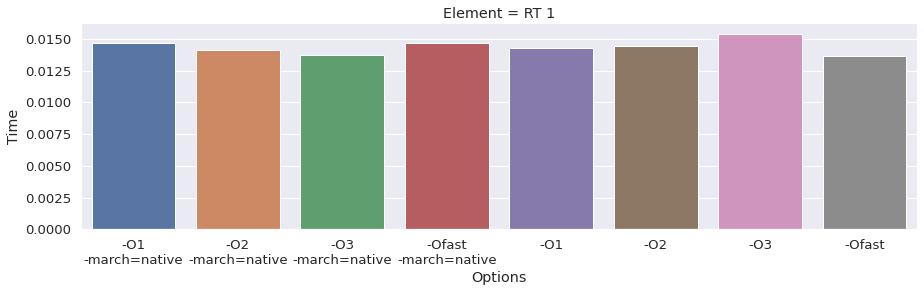 Element = RT 1
Time
0.0150
0.0125
0.0100
0.0075
0.0050
0.0025
0.0000
-O1
-march=native
-O2
-march=native
-O3
-march=native
-Ofast
-march=native
-O1
-O2
-O3
-Ofast
Options